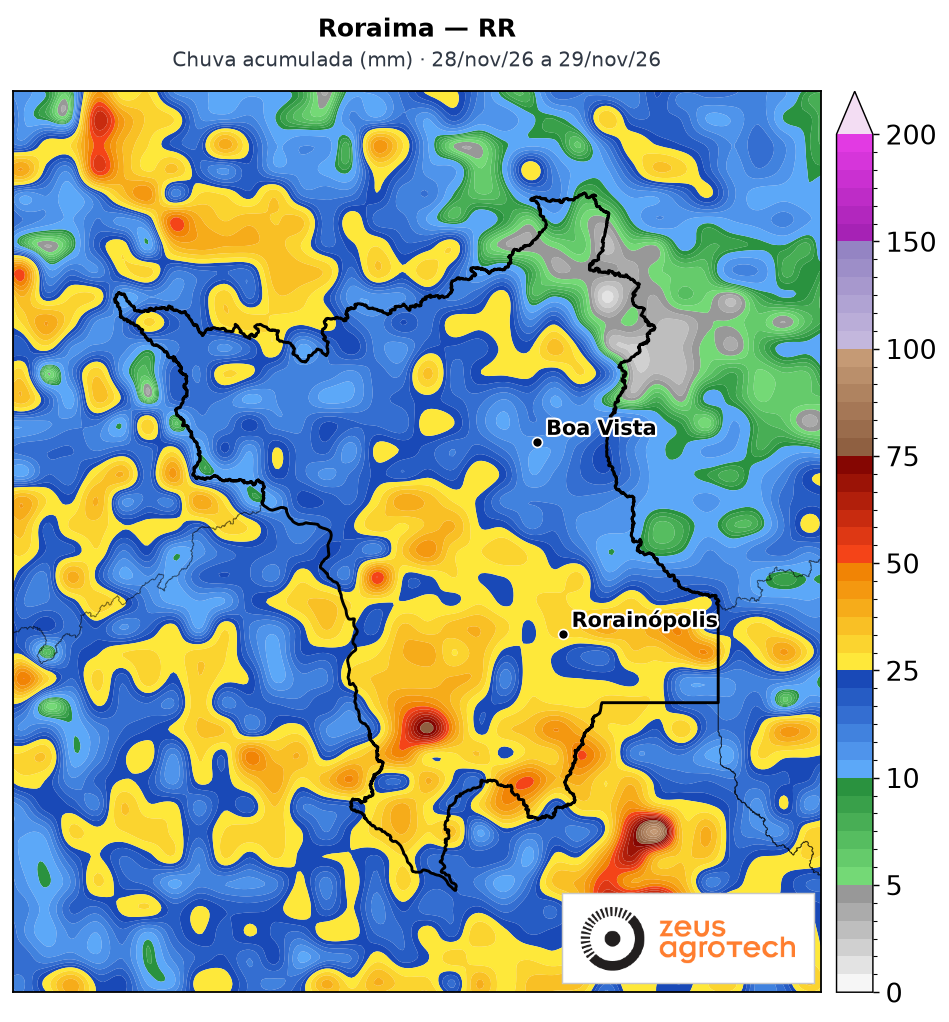 Roraima — RR
Chuva acumulada (mm) · 28/nov/26 a 29/nov/26
200
150
100
75
50
25
10
5
0
Boa Vista
Rorainópolis
zeus
agrotech